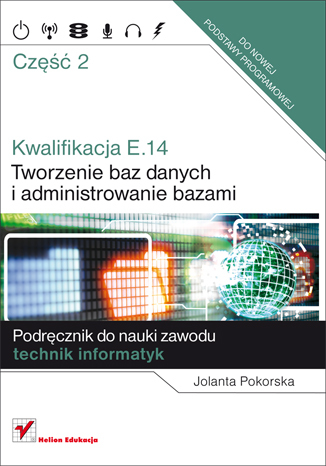 DO NOWEJ
PODSTAWY PROGRAMOWEJ
Część 2
Kwalifikacja E.14
Tworzenie baz danych
i administrowanie bazami
Podręcznik do nauki zawodu
technik informatyk
Jolanta Pokorska
Helion Edukacja